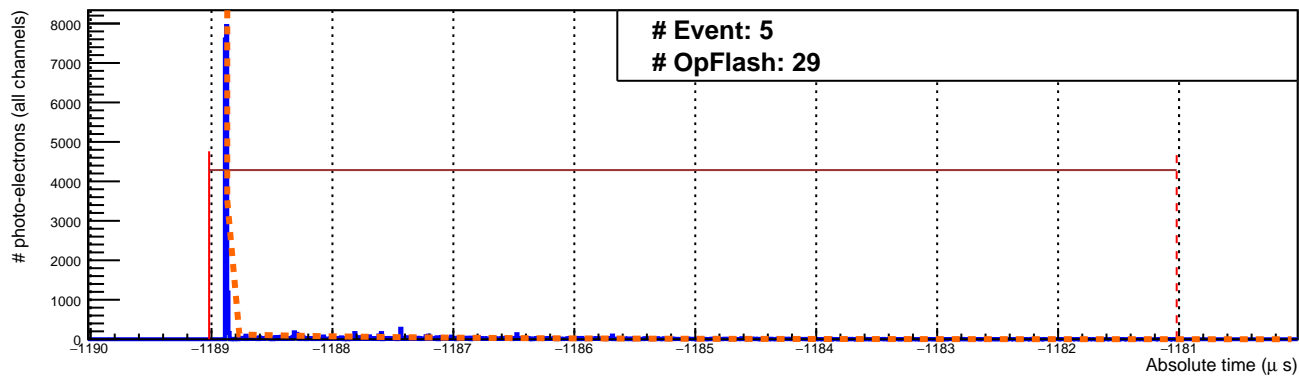 # Event: 5
# OpFlash: 29
# photo-electrons (all channels)
8000
7000
6000
5000
4000
3000
2000
1000
0
−1190 −1189 −1188 −1187 −1186 −1185 −1184 −1183 −1182 −1181
Absolute time (μ s)